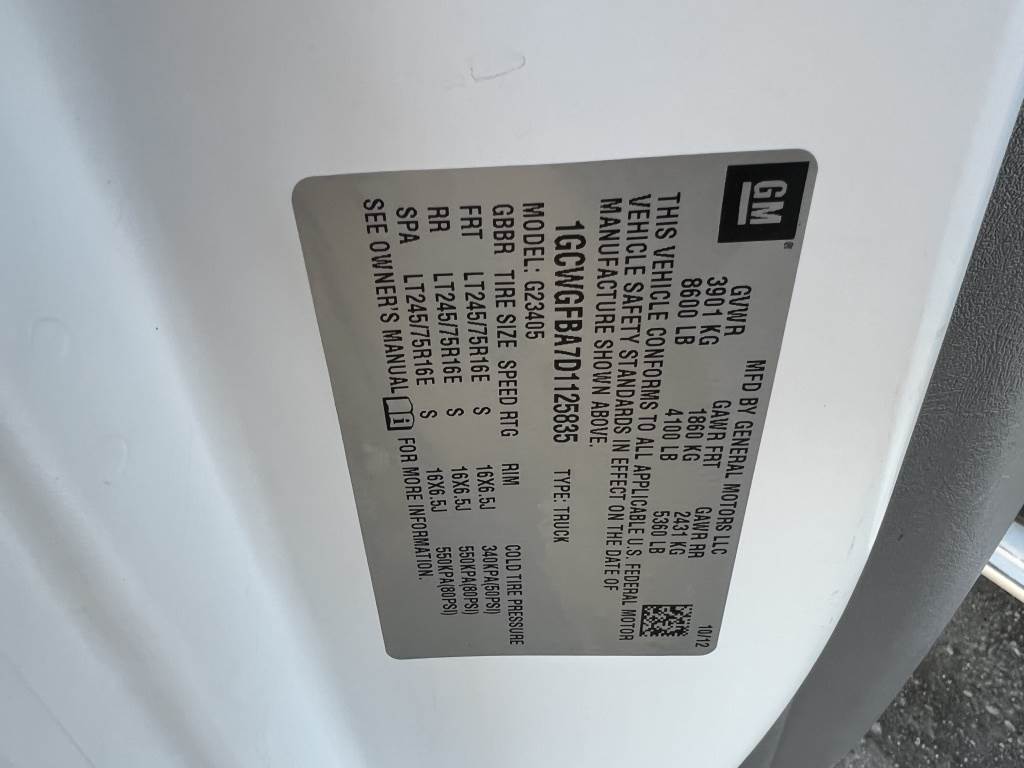 GM ®
MFD BY GENERAL MOTORS LLC 10/12
GVWR GAWR FRT GAWR RR
3901 KG 1860 KG 2431 KG
8600 LB 4100 LB 5360 LB
THIS VEHICLE CONFORMS TO ALL APPLICABLE U.S. FEDERAL MOTOR
VEHICLE SAFETY STANDARDS IN EFFECT ON THE DATE OF
MANUFACTURE SHOWN ABOVE.
1GCWGFBA7D1125835 TYPE: TRUCK
MODEL: G23405
GBBR TIRE SIZE SPEED RTG RIM COLD TIRE PRESSURE
FRT LT245/75R16E S 16X6.5J 340KPA(50PSI)
RR LT245/75R16E S 16X6.5J 550KPA(80PSI)
SPA LT245/75R16E S 16X6.5J 550KPA(80PSI)
SEE OWNER'S MANUAL i FOR MORE INFORMATION.